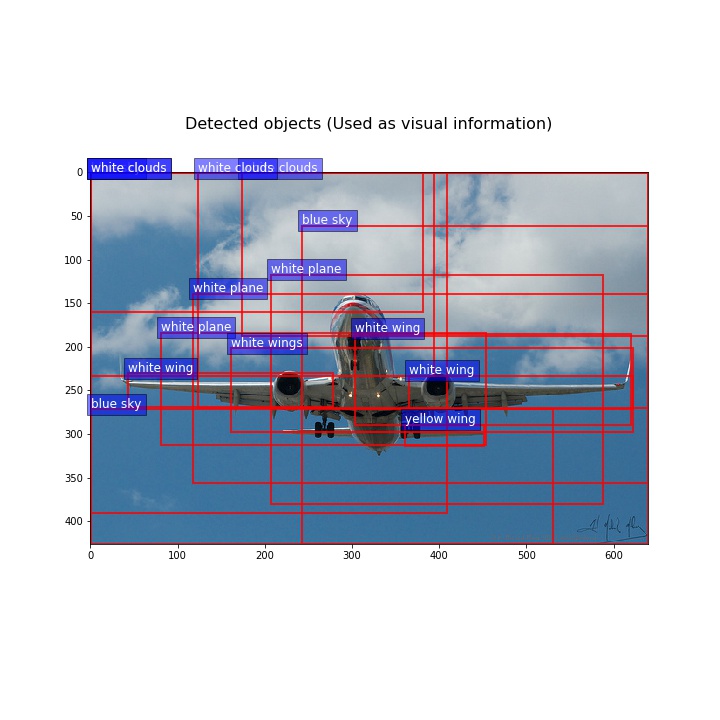 Detected objects (Used as visual information)
white clouds
white clouds clouds
0
50
blue sky
100
white plane
white plane
150
white plane
white wing
200
white wings
white wing
white wing
250
blue sky
yellow wing
300
350
400
0
100
200
300
400
500
600